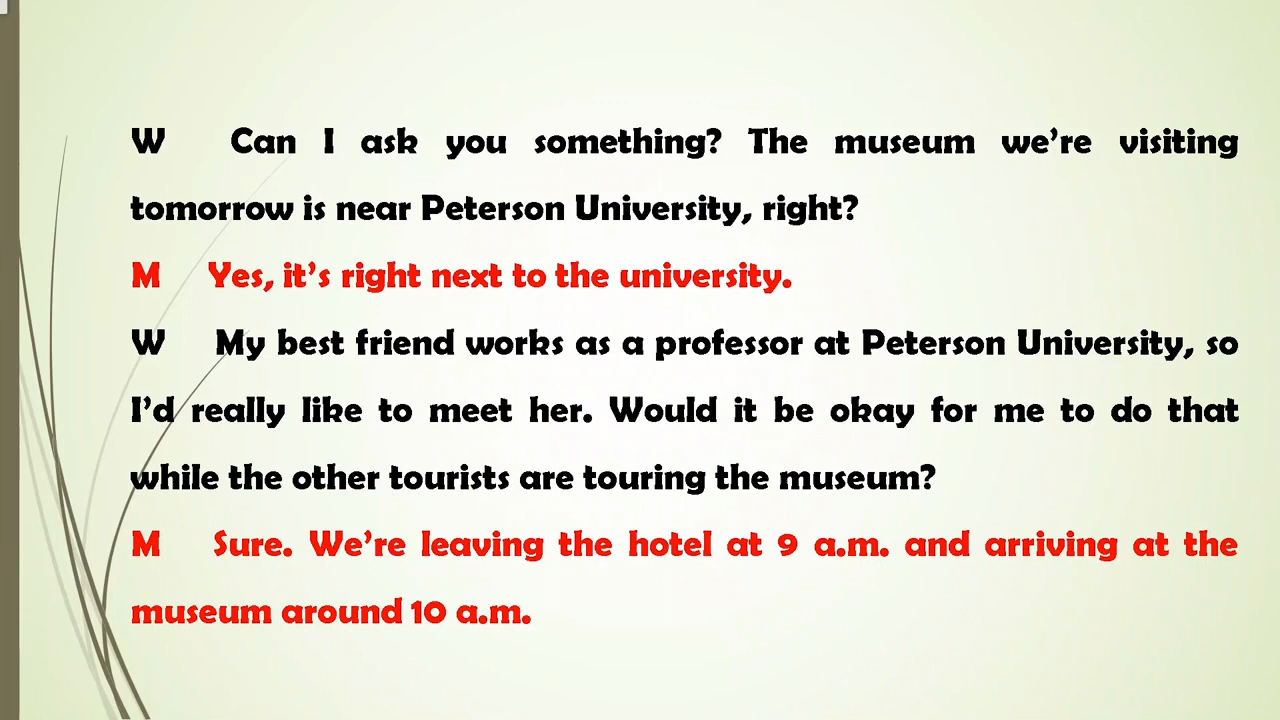 W Can I ask you something? The museum we're visiting
tomorrow is near Peterson University, right?
M Yes, it's right next to the university.
W My best friend works as a professor at Peterson University, so
I'd really like to meet her. Would it be okay for me to do that
while the other tourists are touring the museum?
M Sure. We're leaving the hotel at 9 a.m. and arriving at the
museum around 10 a.m.